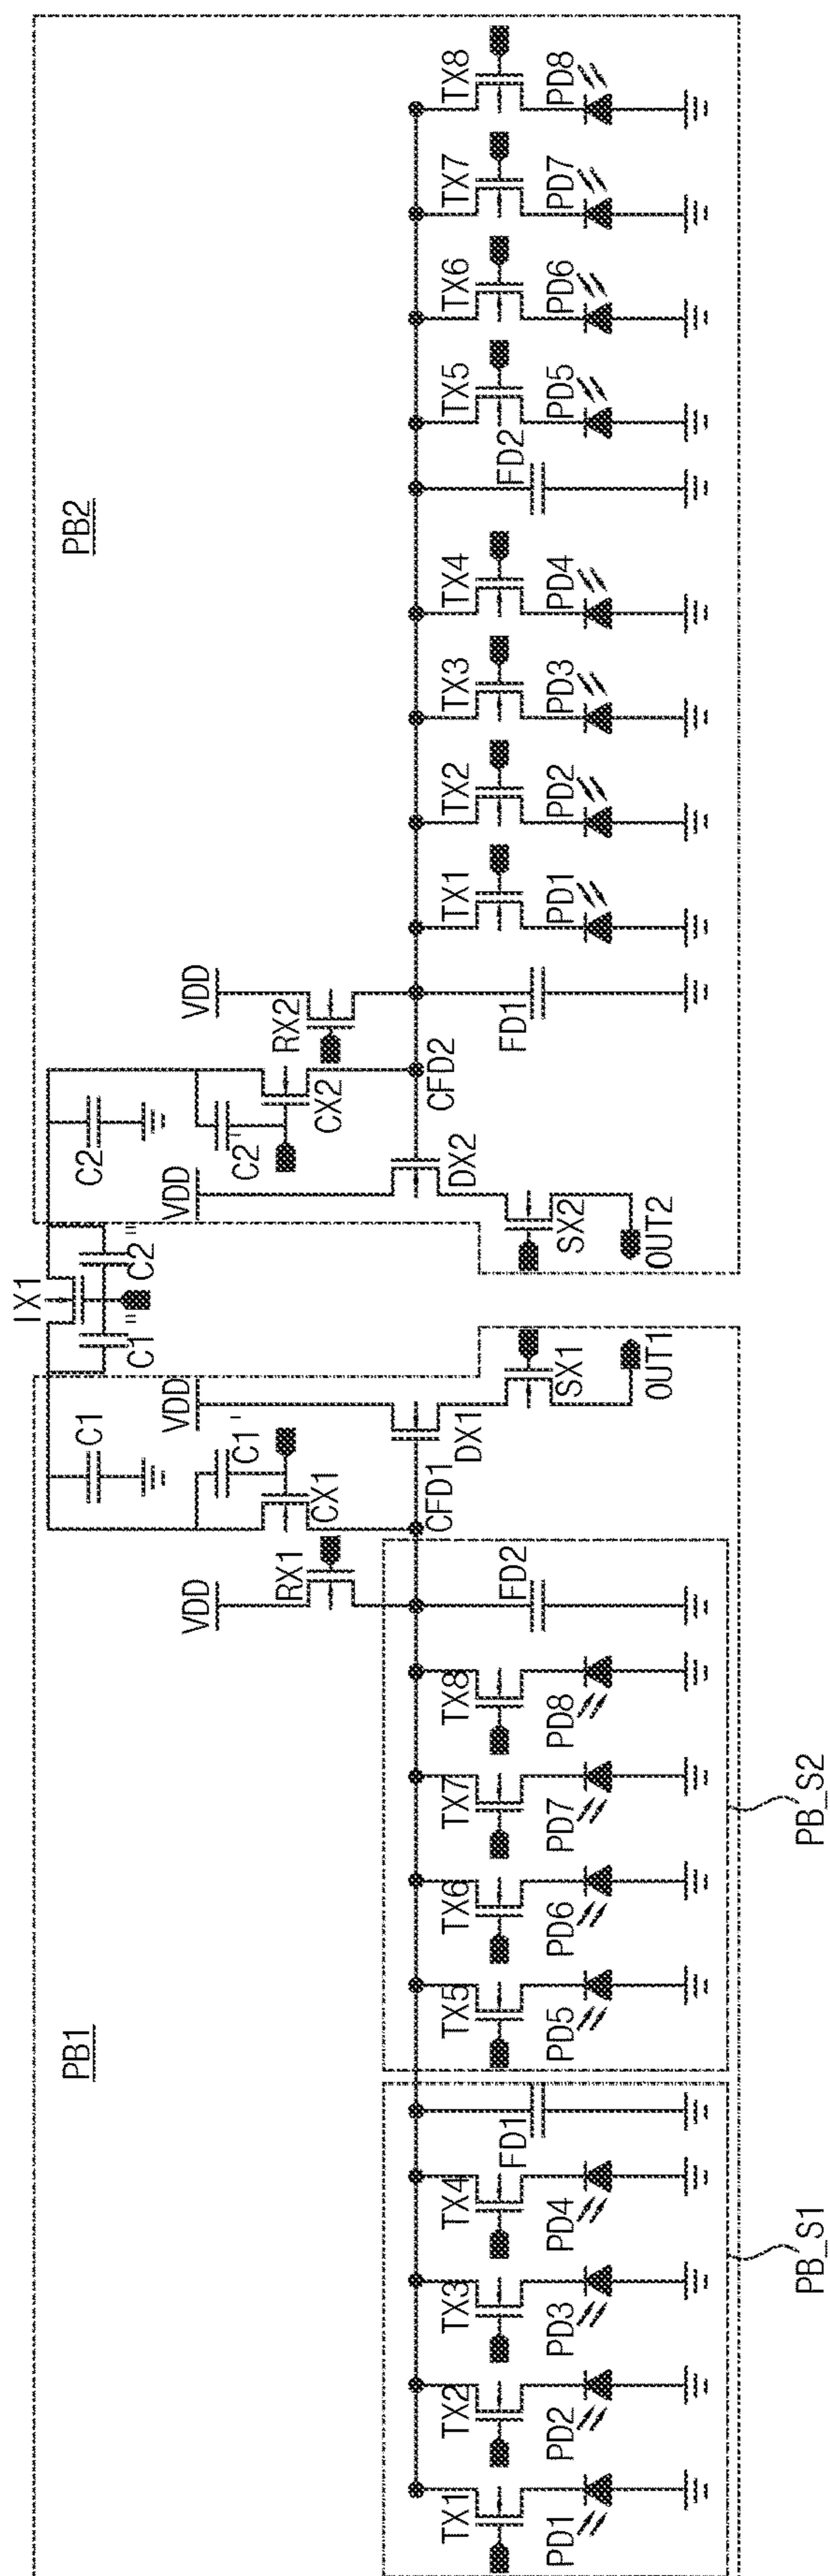 PB1
PB2
IX1
C1"
C2"
VDD
C1
VDD
C1'
RX1
CX1
CFD1
DX1
SX1
OUT1
TX1
TX2
TX3
TX4
FD1
TX5
TX6
TX7
TX8
FD2
PD1
PD2
PD3
PD4
PD5
PD6
PD7
PD8
PB_S1
PB_S2
C2
VDD
VDD
C2'
CX2
RX2
CFD2
DX2
SX2
OUT2
FD1
TX1
TX2
TX3
TX4
FD2
TX5
TX6
TX7
TX8
PD1
PD2
PD3
PD4
PD5
PD6
PD7
PD8